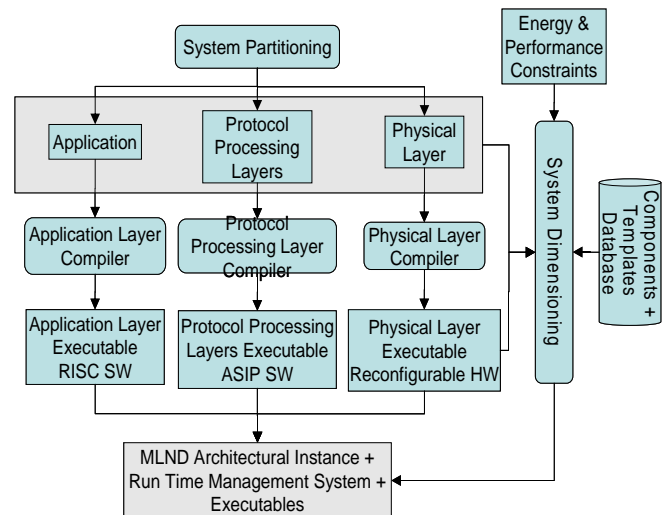 System Partitioning
Energy &
Performance
Constraints
Application
Protocol
Processing
Layers
Physical
Layer
System Dimensioning
Components +
Templates
Database
Application Layer
Compiler
Protocol
Processing Layer
Compiler
Physical Layer
Compiler
Application Layer
Executable
RISC SW
Protocol Processing
Layers Executable
ASIP SW
Physical Layer
Executable
Reconfigurable HW
MLND Architectural Instance +
Run Time Management System +
Executables